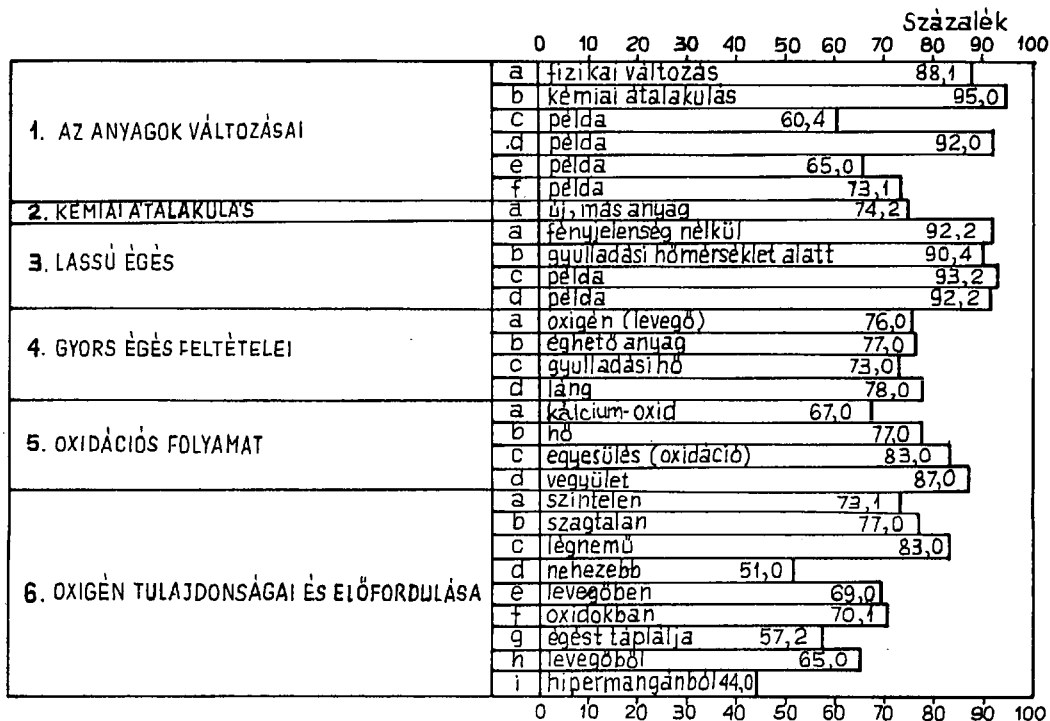 Százalék
0 10 20 30 40 50 60 70 80 90 100
1. AZ ANYAGOK VÁLTOZÁSAI
a fizikai változás 88,1
b kémiai átalakulás 95,0
c példa 60,4
d példa 92,0
e példa 65,0
f példa 73,1
2. KÉMIAI ÁTALAKULÁS
a új, más anyag 74,2
3. LASSÚ ÉGÉS
a fényjelenség nélkül 92,2
b gyulladási hőmérséklet alatt 90,4
c példa 93,2
d példa 92,2
4. GYORS ÉGÉS FELTÉTELEI
a oxigén (levegő) 76,0
b éghető anyag 77,0
c gyulladási hő 73,0
d láng 78,0
5. OXIDÁCIÓS FOLYAMAT
a kálcium-oxid 67,0
b hő 77,0
c egyesülés (oxidáció) 83,0
d vegyület 87,0
6. OXIGÉN TULAJDONSÁGAI ÉS ELŐFORDULÁSA
a színtelen 73,1
b szagtalan 77,0
c légnemű 83,0
d nehezebb 51,0
e levegőben 69,0
f oxidokban 70,1
g égést táplálja 57,2
h levegőből 65,0
i hipermangánból 44,0
0 10 20 30 40 50 60 70 80 90 100